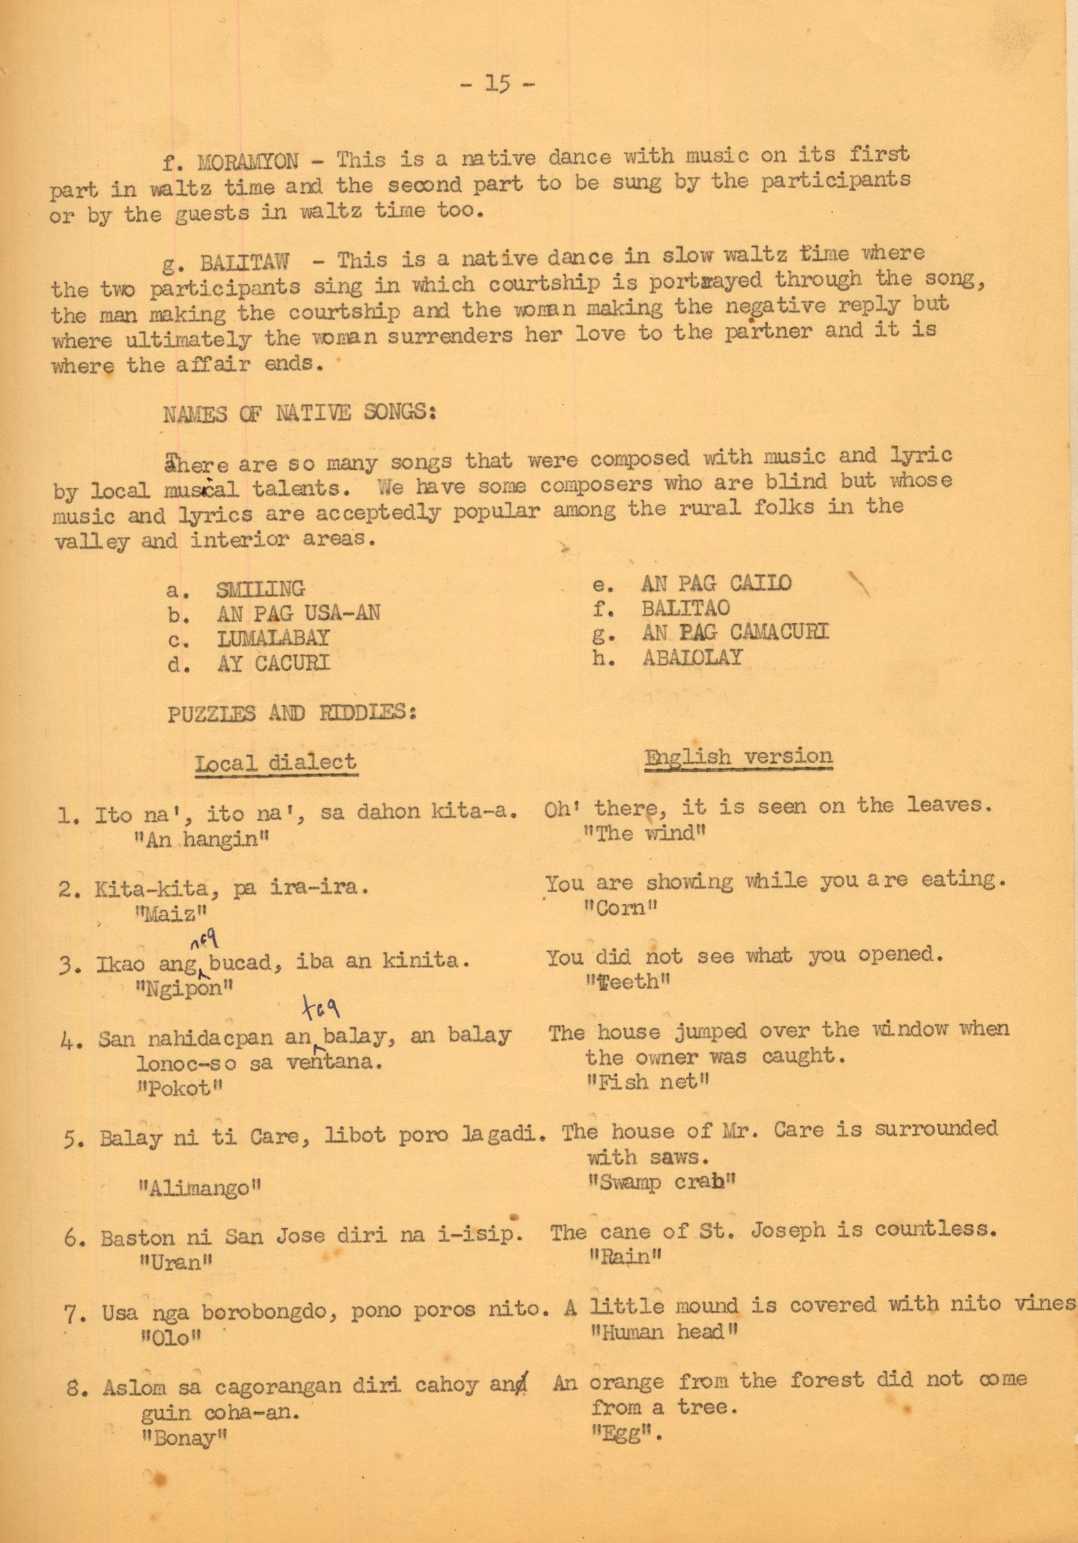 - 15 -
f. MORAMYON - This is a native dance with music on its first
part in waltz time and the second part to be sung by the participants
or by the guests in waltz time too.
g. BALITAW - This is a native dance in slow waltz time where
the two participants sing in which courtship is portrayed through the song,
the man making the courtship and the woman making the negative reply but
where ultimately the woman surrenders her love to the partner and it is
where the affair ends.
NAMES OF NATIVE SONGS:
There are so many songs that were composed with music and lyric
by local musical talents. We have some composers who are blind but whose
music and lyrics are acceptedly popular among the rural folks in the
valley and interior areas.
a. SMILING
b. AN PAG USA-AN
c. LUMALABAY
d. AY CACURI
e. AN PAG CAILO
f. BALITAO
g. AN PAG CAMACURI
h. ABALOLAY
PUZZLES AND RIDDLES:
Local dialect English version
1. Ito na', ito na', sa dahon kita-a. Oh' there, it is seen on the leaves.
"An hangin" "The wind"
2. Kita-kita, pa ira-ira. You are showing while you are eating.
"Maiz" "Corn"
3. Ikao ang nag bucad, iba an kinita. You did not see what you opened.
"Ngipon" "Teeth"
4. San nahidacpan an tag balay, an balay The house jumped over the window when
lonoc-so sa ventana. the owner was caught.
"Pokot" "Fish net"
5. Balay ni ti Care, libot poro lagadi. The house of Mr. Care is surrounded
with saws.
"Alimango" "Swamp crab"
6. Baston ni San Jose diri na i-isip. The cane of St. Joseph is countless.
"Uran" "Rain"
7. Usa nga borobongdo, pono poros nito. A little mound is covered with nito vines
"Olo" "Human head"
8. Aslom sa cagorangan diri cahoy an An orange from the forest did not come
guin coha-an. from a tree.
"Bonay" "Egg".